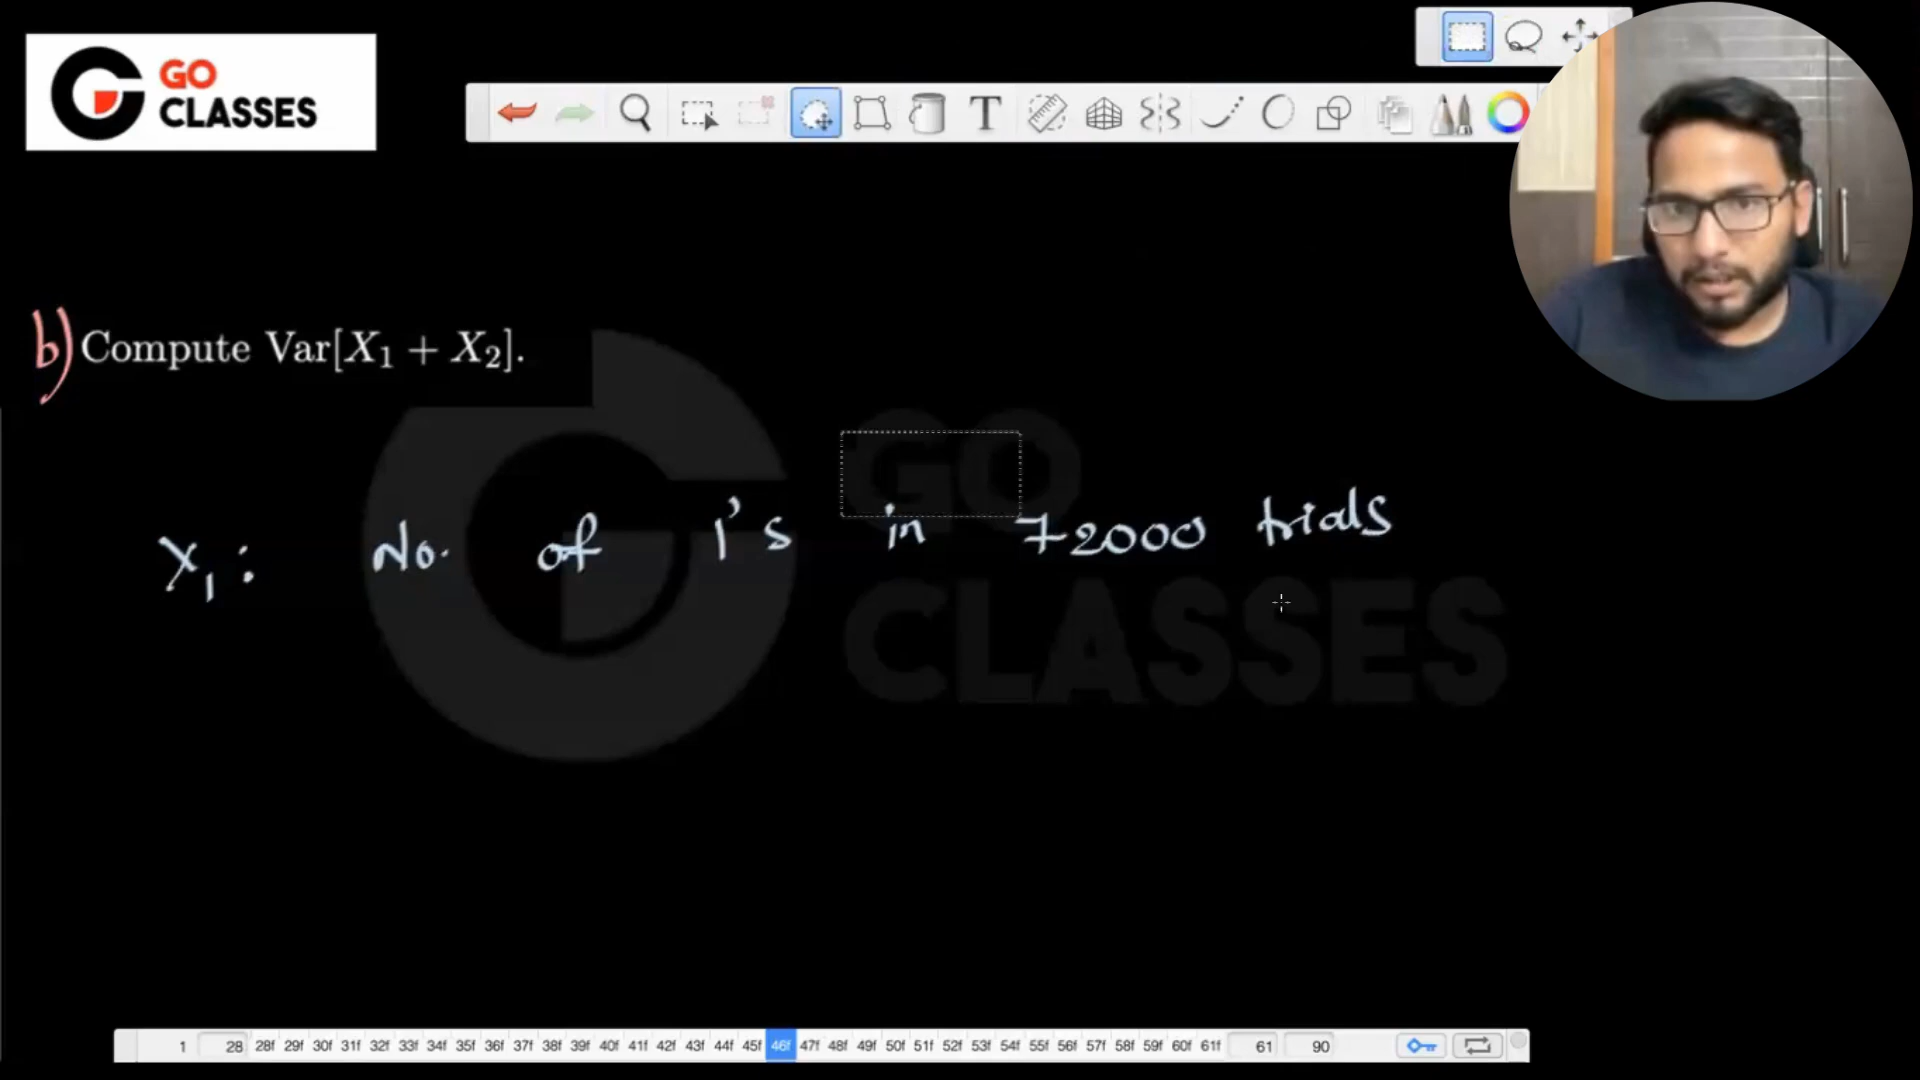 GO
CLASSES
T
b) Compute Var[X₁ + X₂].
GO
X₁: No. of 1's in 72000 trials
CLASSES
1 28 28f 29f 30f 31f 32f 33f 34f 35f 36f 37f 38f 39f 40f 41f 42f 43f 44f 45f 46f 47f 48f 49f 50f 51f 52f 53f 54f 55f 56f 57f 58f 59f 60f 61f 61 90